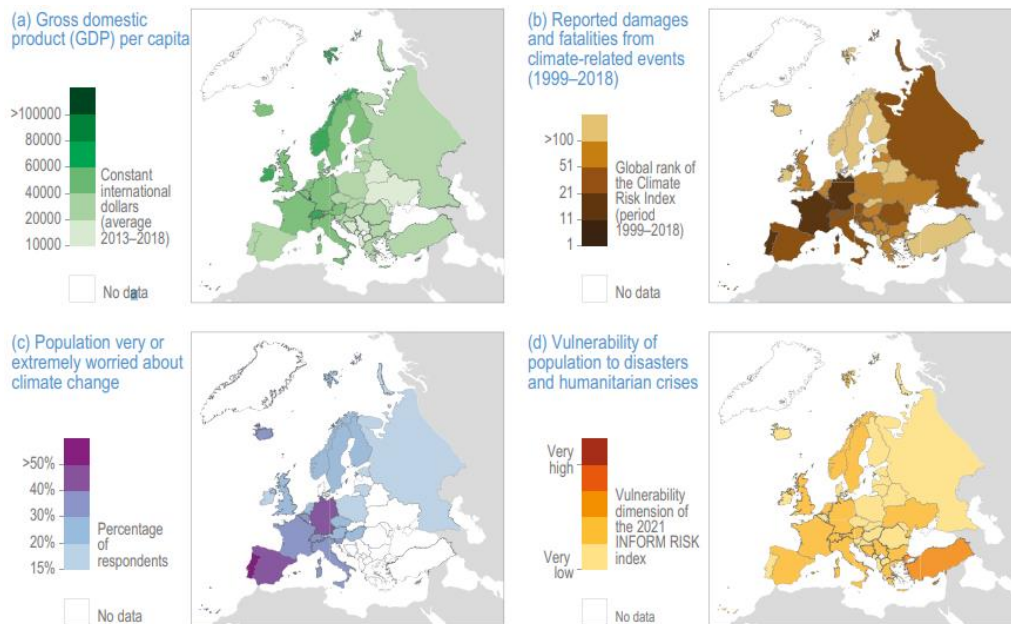 (a) Gross domestic
product (GDP) per capita
>100000
80000
60000
40000
20000
10000
Constant
international
dollars
(average
2013–2018)
No data
(b) Reported damages
and fatalities from
climate-related events
(1999–2018)
>100
51
21
11
1
Global rank of
the Climate
Risk Index
(period
1999–2018)
No data
(c) Population very or
extremely worried about
climate change
>50%
40%
30%
20%
15%
Percentage
of
respondents
No data
(d) Vulnerability of
population to disasters
and humanitarian crises
Very
high
Very
low
Vulnerability
dimension of
the 2021
INFORM RISK
index
No data